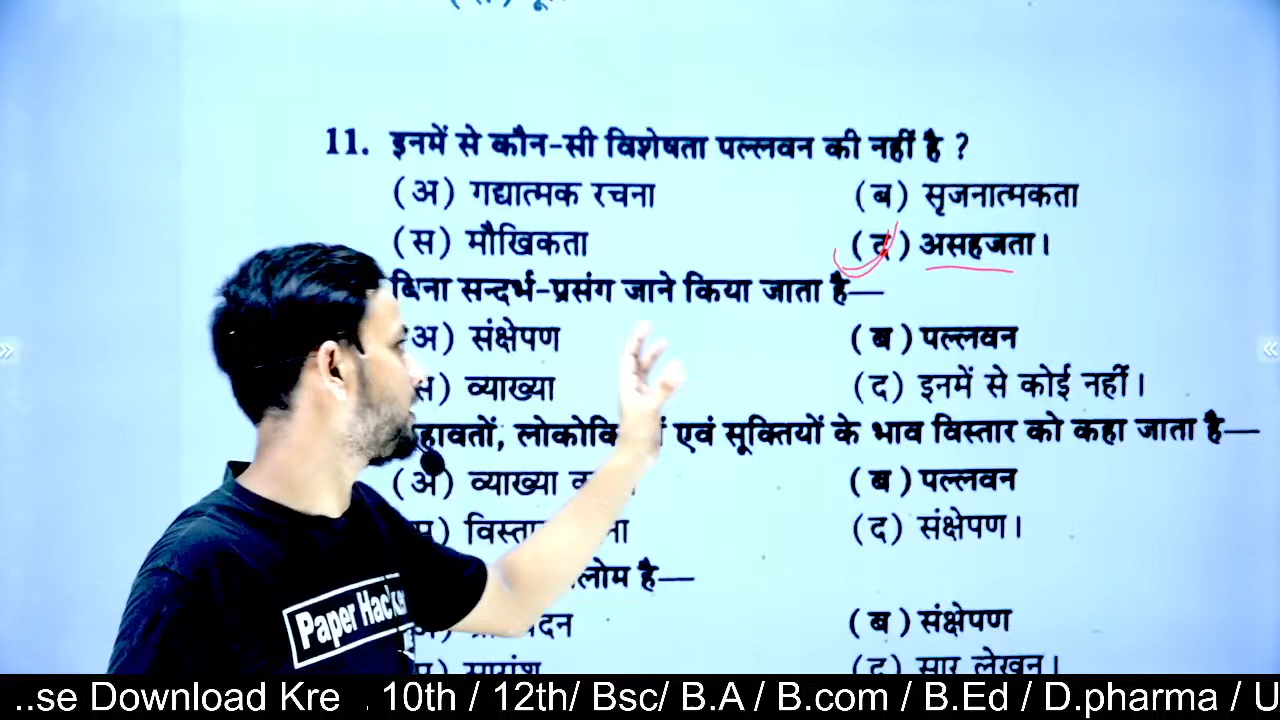 11. इनमें से कौन-सी विशेषता पल्लवन की नहीं है ?
(अ) गद्यात्मक रचना (ब) सृजनात्मकता
(स) मौखिकता (द) असहजता।
बिना सन्दर्भ-प्रसंग जाने किया जाता है—
अ) संक्षेपण (ब) पल्लवन
स) व्याख्या (द) इनमें से कोई नहीं।
एवं सूक्तियों के भाव विस्तार को कहा जाता है—
(अ) व्याख्या (ब) पल्लवन
(द) संक्षेपण।
है—
(ब) संक्षेपण
(द) सार लेखन।
Paper Hac
..se Download Kre . 10th / 12th/ Bsc/ B.A / B.com / B.Ed / D.pharma / U